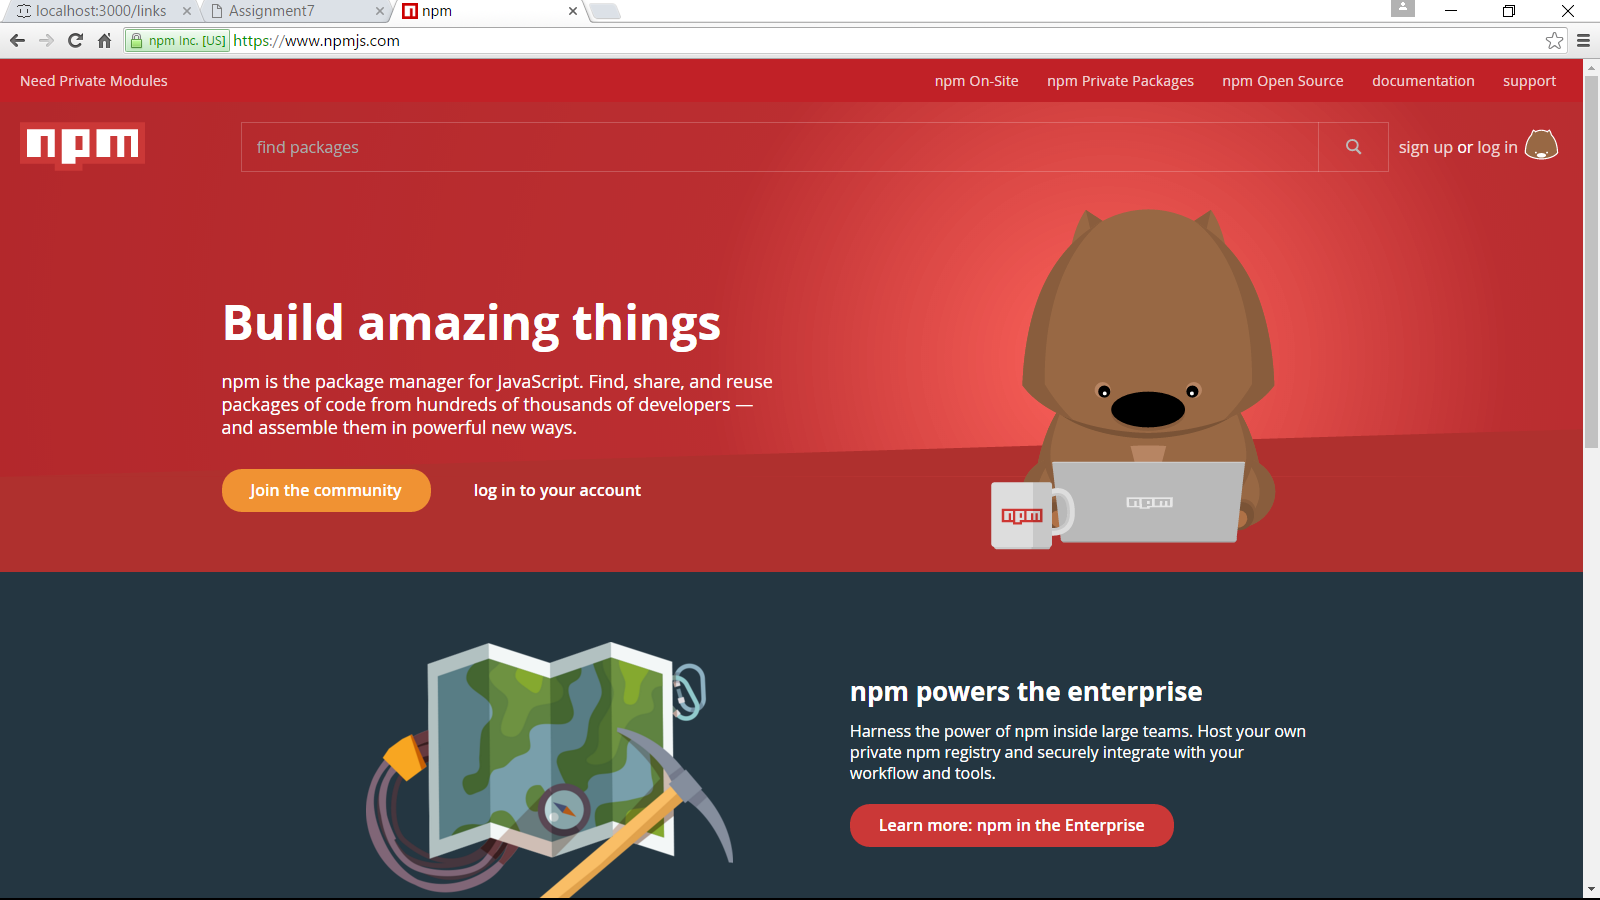 localhost:3000/links
Assignment7
npm
npm Inc. [US]
https://www.npmjs.com
Need Private Modules
npm On-Site
npm Private Packages
npm Open Source
documentation
support
npm
find packages
sign up or log in
Build amazing things
npm is the package manager for JavaScript. Find, share, and reuse
packages of code from hundreds of thousands of developers —
and assemble them in powerful new ways.
Join the community
log in to your account
npm
npm
npm powers the enterprise
Harness the power of npm inside large teams. Host your own
private npm registry and securely integrate with your
workflow and tools.
Learn more: npm in the Enterprise